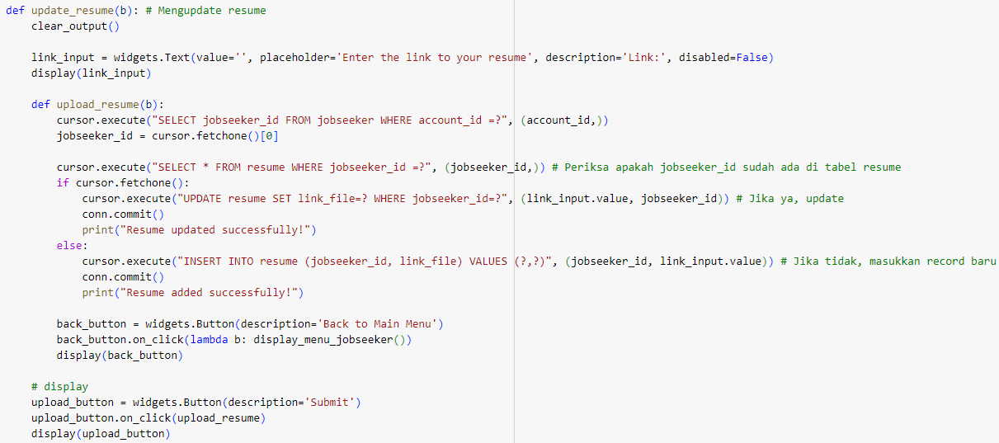 def update_resume(b): # Mengupdate resume
    clear_output()

    link_input = widgets.Text(value='', placeholder='Enter the link to your resume', description='Link:', disabled=False)
    display(link_input)

    def upload_resume(b):
        cursor.execute("SELECT jobseeker_id FROM jobseeker WHERE account_id =?", (account_id,))
        jobseeker_id = cursor.fetchone()[0]

        cursor.execute("SELECT * FROM resume WHERE jobseeker_id =?", (jobseeker_id,)) # Periksa apakah jobseeker_id sudah ada di tabel resume
        if cursor.fetchone():
            cursor.execute("UPDATE resume SET link_file=? WHERE jobseeker_id=?", (link_input.value, jobseeker_id)) # Jika ya, update
            conn.commit()
            print("Resume updated successfully!")
        else:
            cursor.execute("INSERT INTO resume (jobseeker_id, link_file) VALUES (?,?)", (jobseeker_id, link_input.value)) # Jika tidak, masukkan record baru
            conn.commit()
            print("Resume added successfully!")

        back_button = widgets.Button(description='Back to Main Menu')
        back_button.on_click(lambda b: display_menu_jobseeker())
        display(back_button)

    # display
    upload_button = widgets.Button(description='Submit')
    upload_button.on_click(upload_resume)
    display(upload_button)